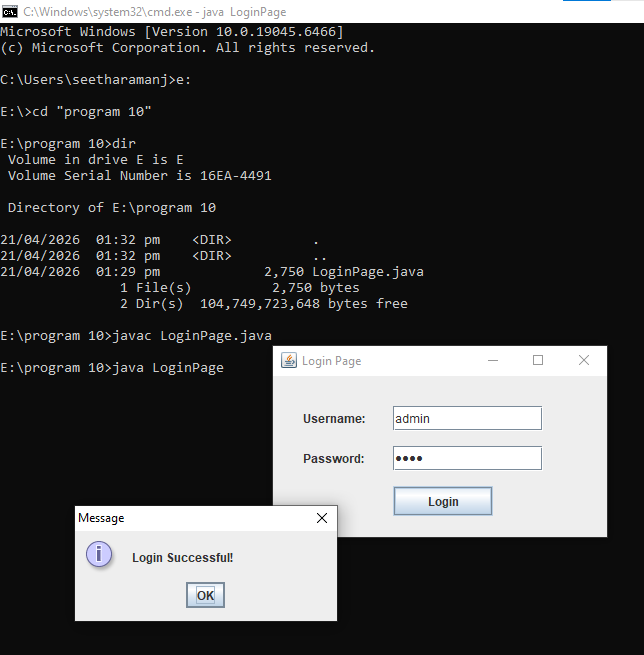 C:\Windows\system32\cmd.exe - java LoginPage
Microsoft Windows [Version 10.0.19045.6466]
(c) Microsoft Corporation. All rights reserved.
C:\Users\seetharamanj>e:
E:\>cd "program 10"
E:\program 10>dir
Volume in drive E is E
Volume Serial Number is 16EA-4491
Directory of E:\program 10
21/04/2026  01:32 pm    <DIR>          .
21/04/2026  01:32 pm    <DIR>          ..
21/04/2026  01:29 pm             2,750 LoginPage.java
1 File(s)          2,750 bytes
2 Dir(s)  104,749,723,648 bytes free
E:\program 10>javac LoginPage.java
E:\program 10>java LoginPage
Login Page
Username: admin
Password: ••••
Login
Message
i
Login Successful!
OK